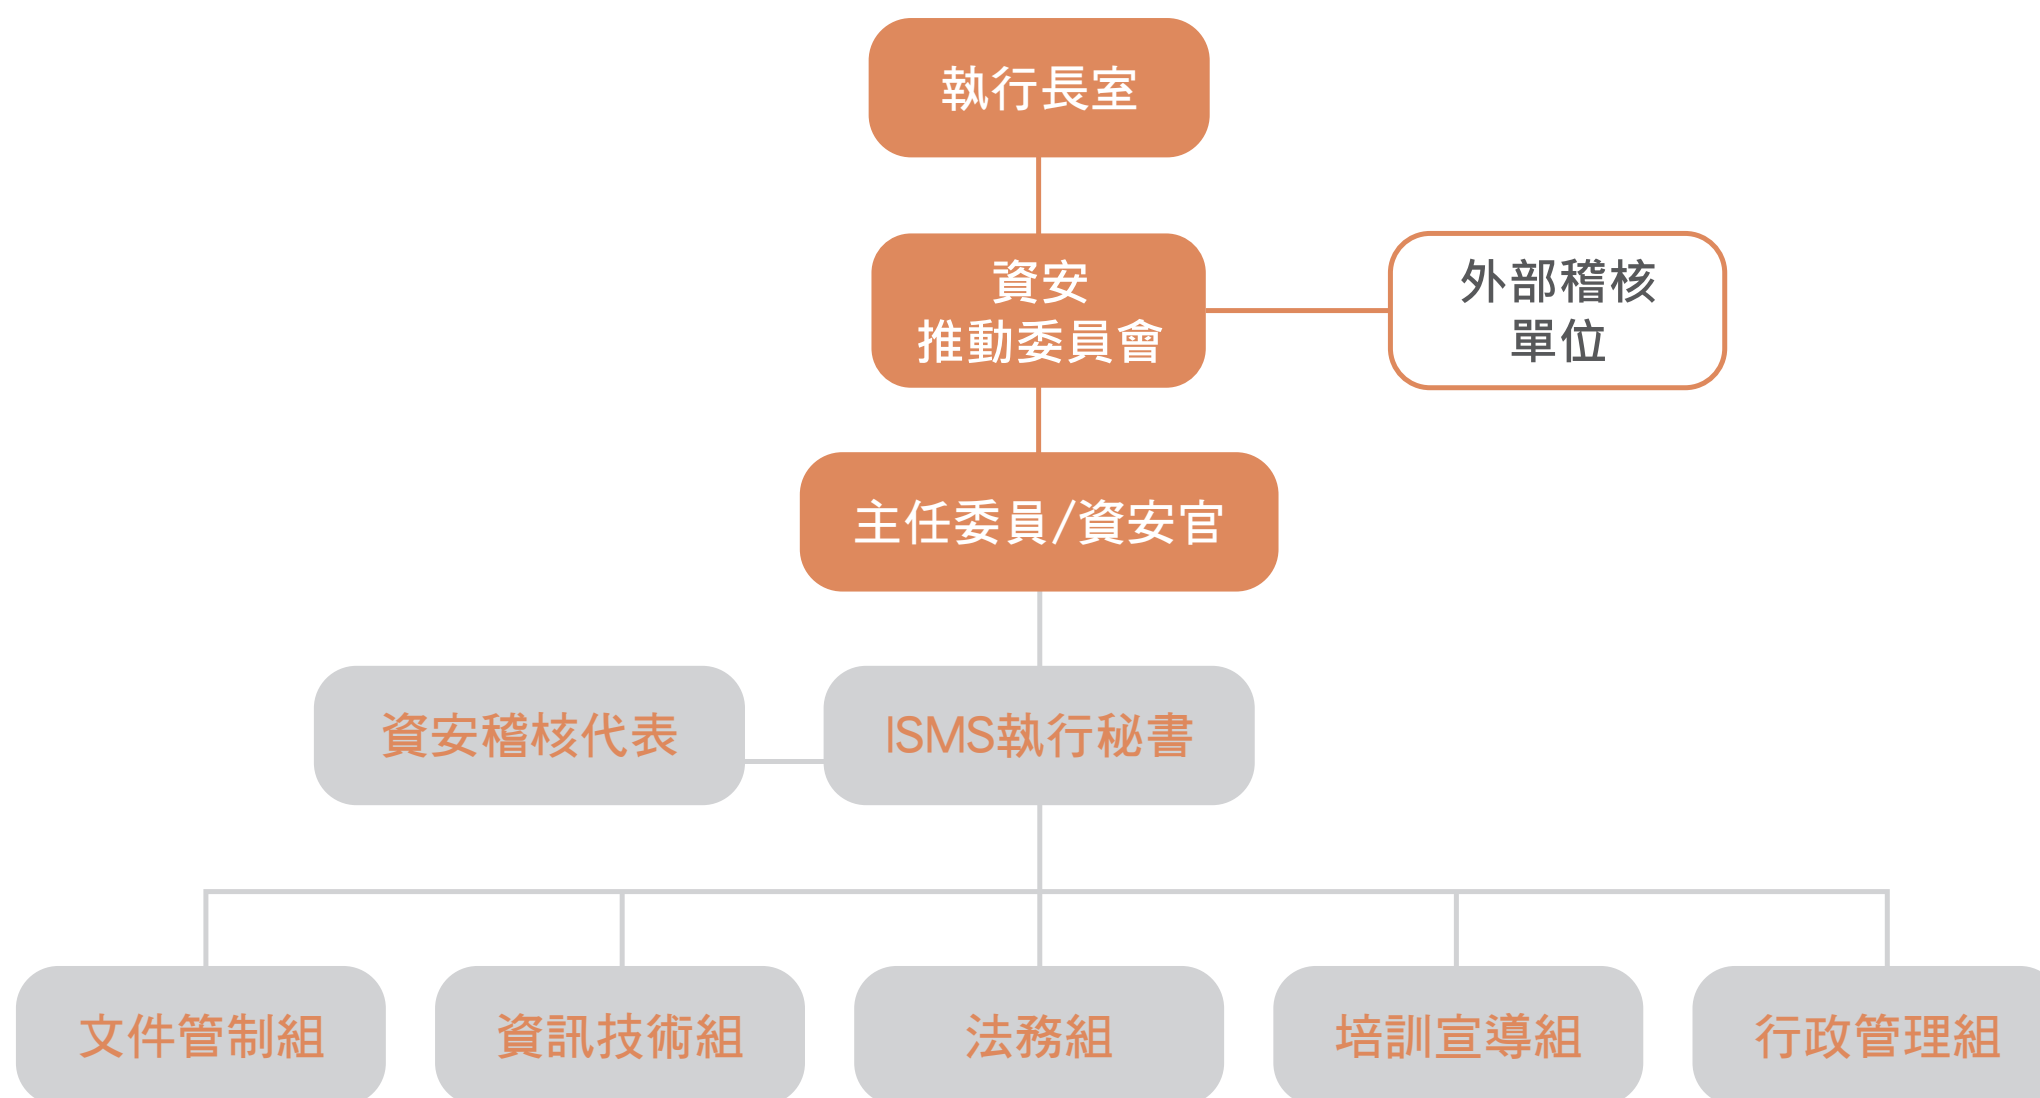 執行長室
資安
推動委員會
外部稽核
單位
主任委員/資安官
資安稽核代表
ISMS執行秘書
文件管制組
資訊技術組
法務組
培訓宣導組
行政管理組